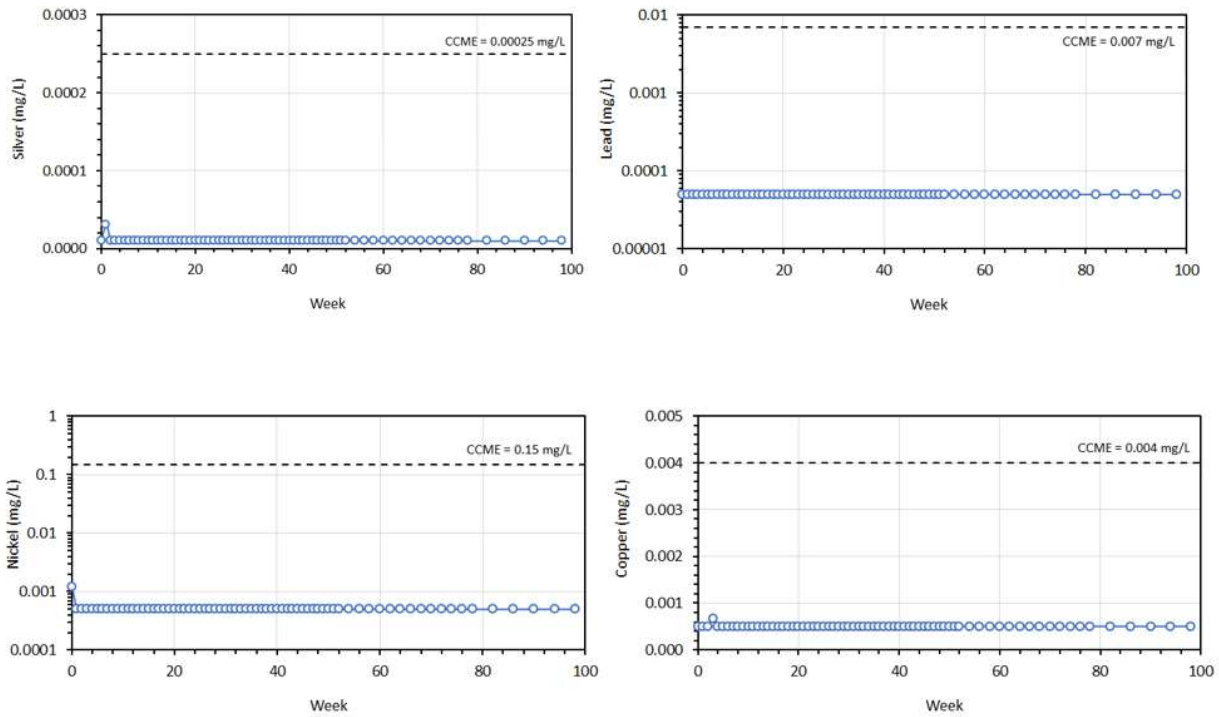 0.0003
CCME = 0.00025 mg/L
0.0002
Silver (mg/L)
0.0001
0.0000
0 20 40 60 80 100
Week
0.01
CCME = 0.007 mg/L
0.001
Lead (mg/L)
0.0001
0.00001
0 20 40 60 80 100
Week
1
CCME = 0.15 mg/L
0.1
Nickel (mg/L)
0.01
0.001
0.0001
0 20 40 60 80 100
Week
0.005
CCME = 0.004 mg/L
0.004
0.003
Copper (mg/L)
0.002
0.001
0.000
0 20 40 60 80 100
Week